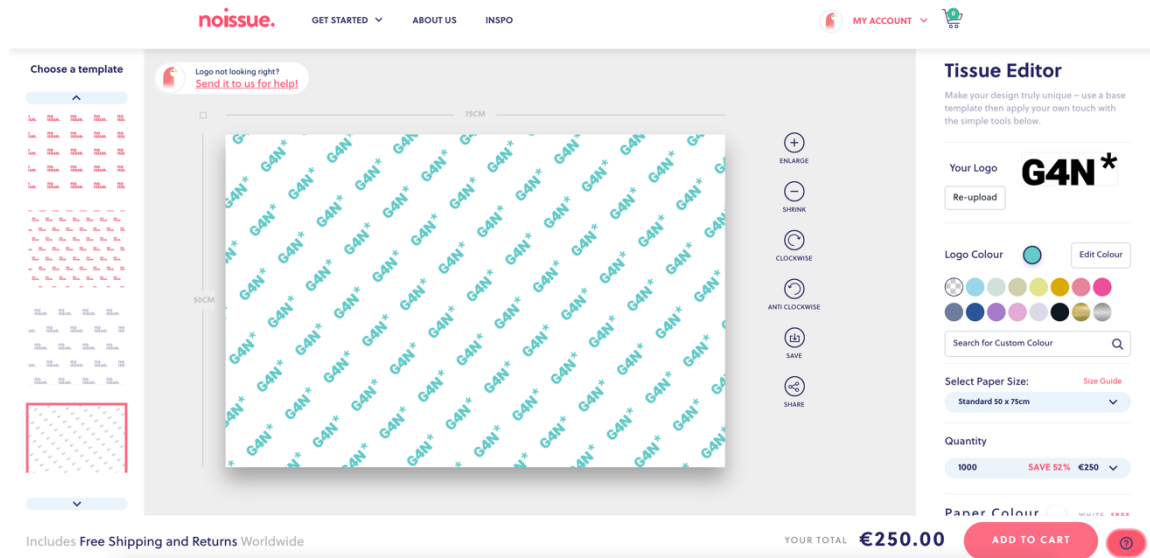 noissue.
GET STARTED
ABOUT US
INSPO
MY ACCOUNT
0
Choose a template
Logo not looking right?
Send it to us for help!
75CM
50CM
G4N*
ENLARGE
SHRINK
CLOCKWISE
ANTI CLOCKWISE
SAVE
SHARE
Tissue Editor
Make your design truly unique – use a base
template then apply your own touch with
the simple tools below.
Your Logo
G4N*
Re-upload
Logo Colour
Edit Colour
Search for Custom Colour
Select Paper Size:
Size Guide
Standard 50 x 75cm
Quantity
1000 SAVE 52% €250
Paper Colour
Includes Free Shipping and Returns Worldwide
YOUR TOTAL €250.00
ADD TO CART